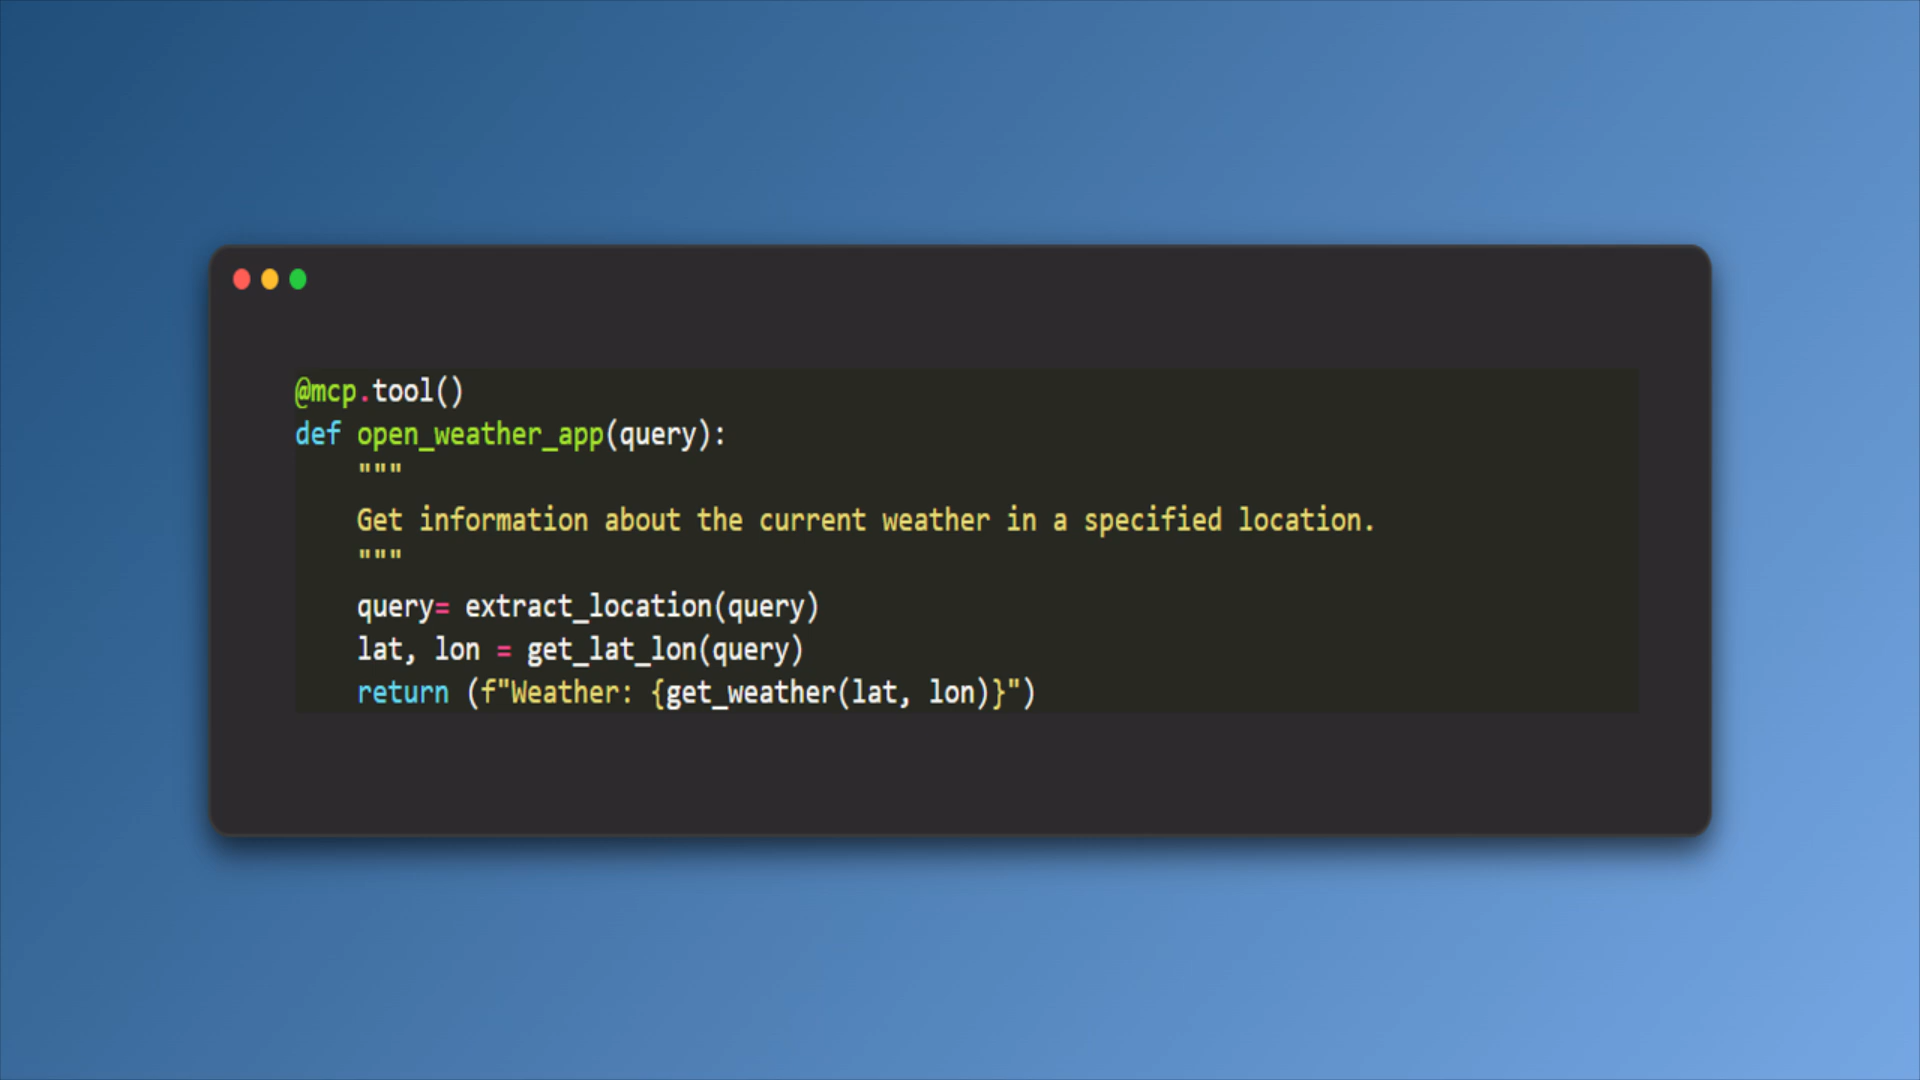 @mcp.tool()
def open_weather_app(query):
    """
    Get information about the current weather in a specified location.
    """
    query= extract_location(query)
    lat, lon = get_lat_lon(query)
    return (f"Weather: {get_weather(lat, lon)}")